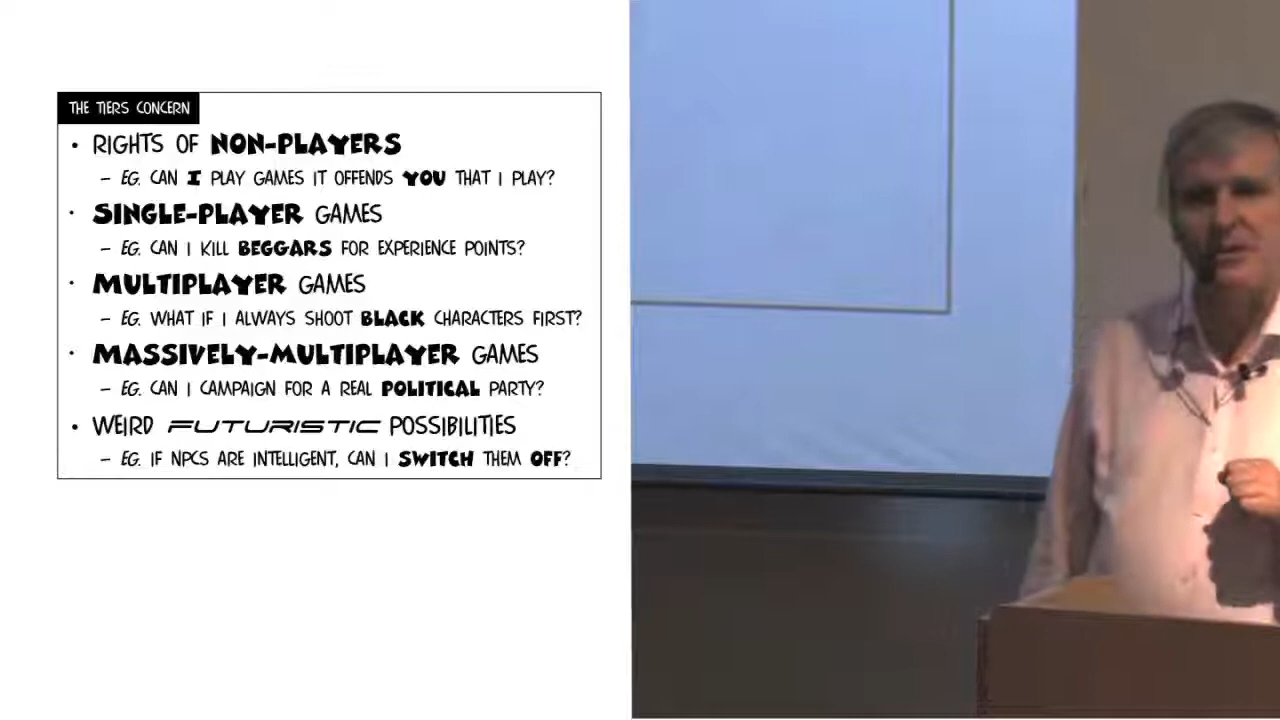 THE TIERS CONCERN
• RIGHTS OF NON-PLAYERS
– EG. CAN I PLAY GAMES IT OFFENDS YOU THAT I PLAY?
• SINGLE-PLAYER GAMES
– EG. CAN I KILL BEGGARS FOR EXPERIENCE POINTS?
• MULTIPLAYER GAMES
– EG. WHAT IF I ALWAYS SHOOT BLACK CHARACTERS FIRST?
• MASSIVELY-MULTIPLAYER GAMES
– EG. CAN I CAMPAIGN FOR A REAL POLITICAL PARTY?
• WEIRD FUTURISTIC POSSIBILITIES
– EG. IF NPCS ARE INTELLIGENT, CAN I SWITCH THEM OFF?